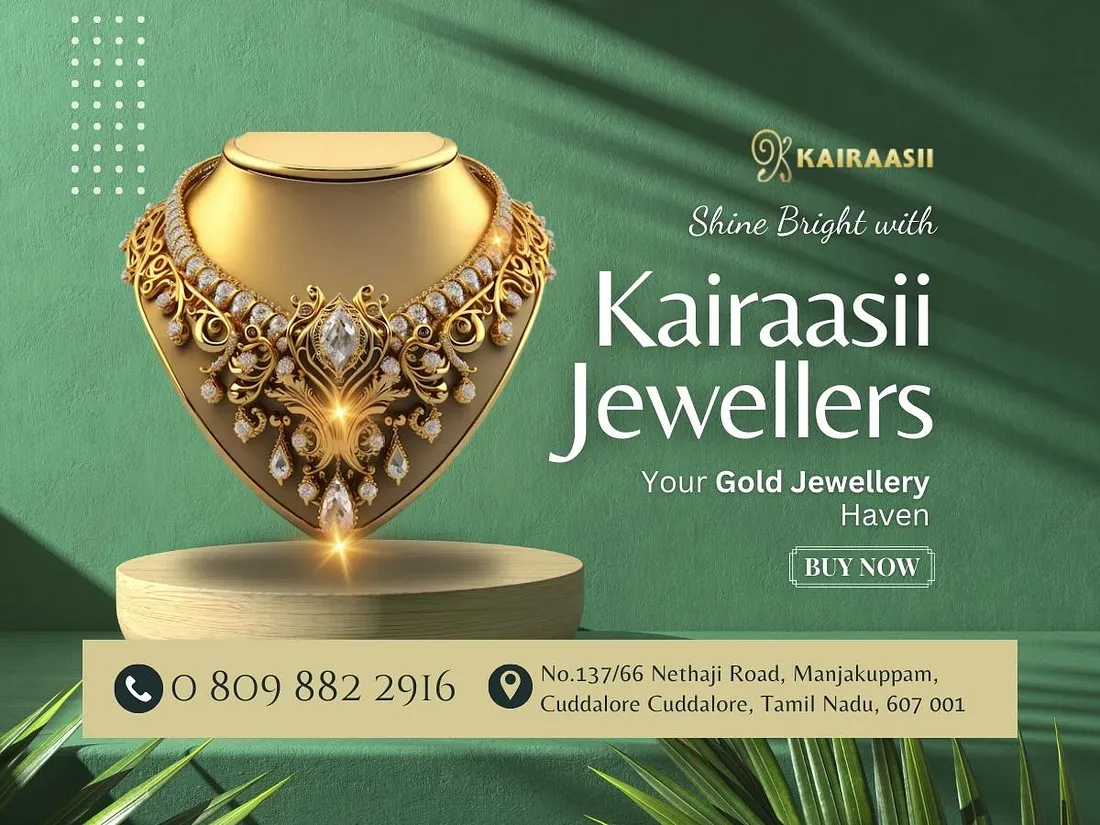 KAIRAASII
Shine Bright with
Kairaasii
Jewellers
Your Gold Jewellery
Haven
BUY NOW
0 809 882 2916
No.137/66 Nethaji Road, Manjakuppam,
Cuddalore Cuddalore, Tamil Nadu, 607 001